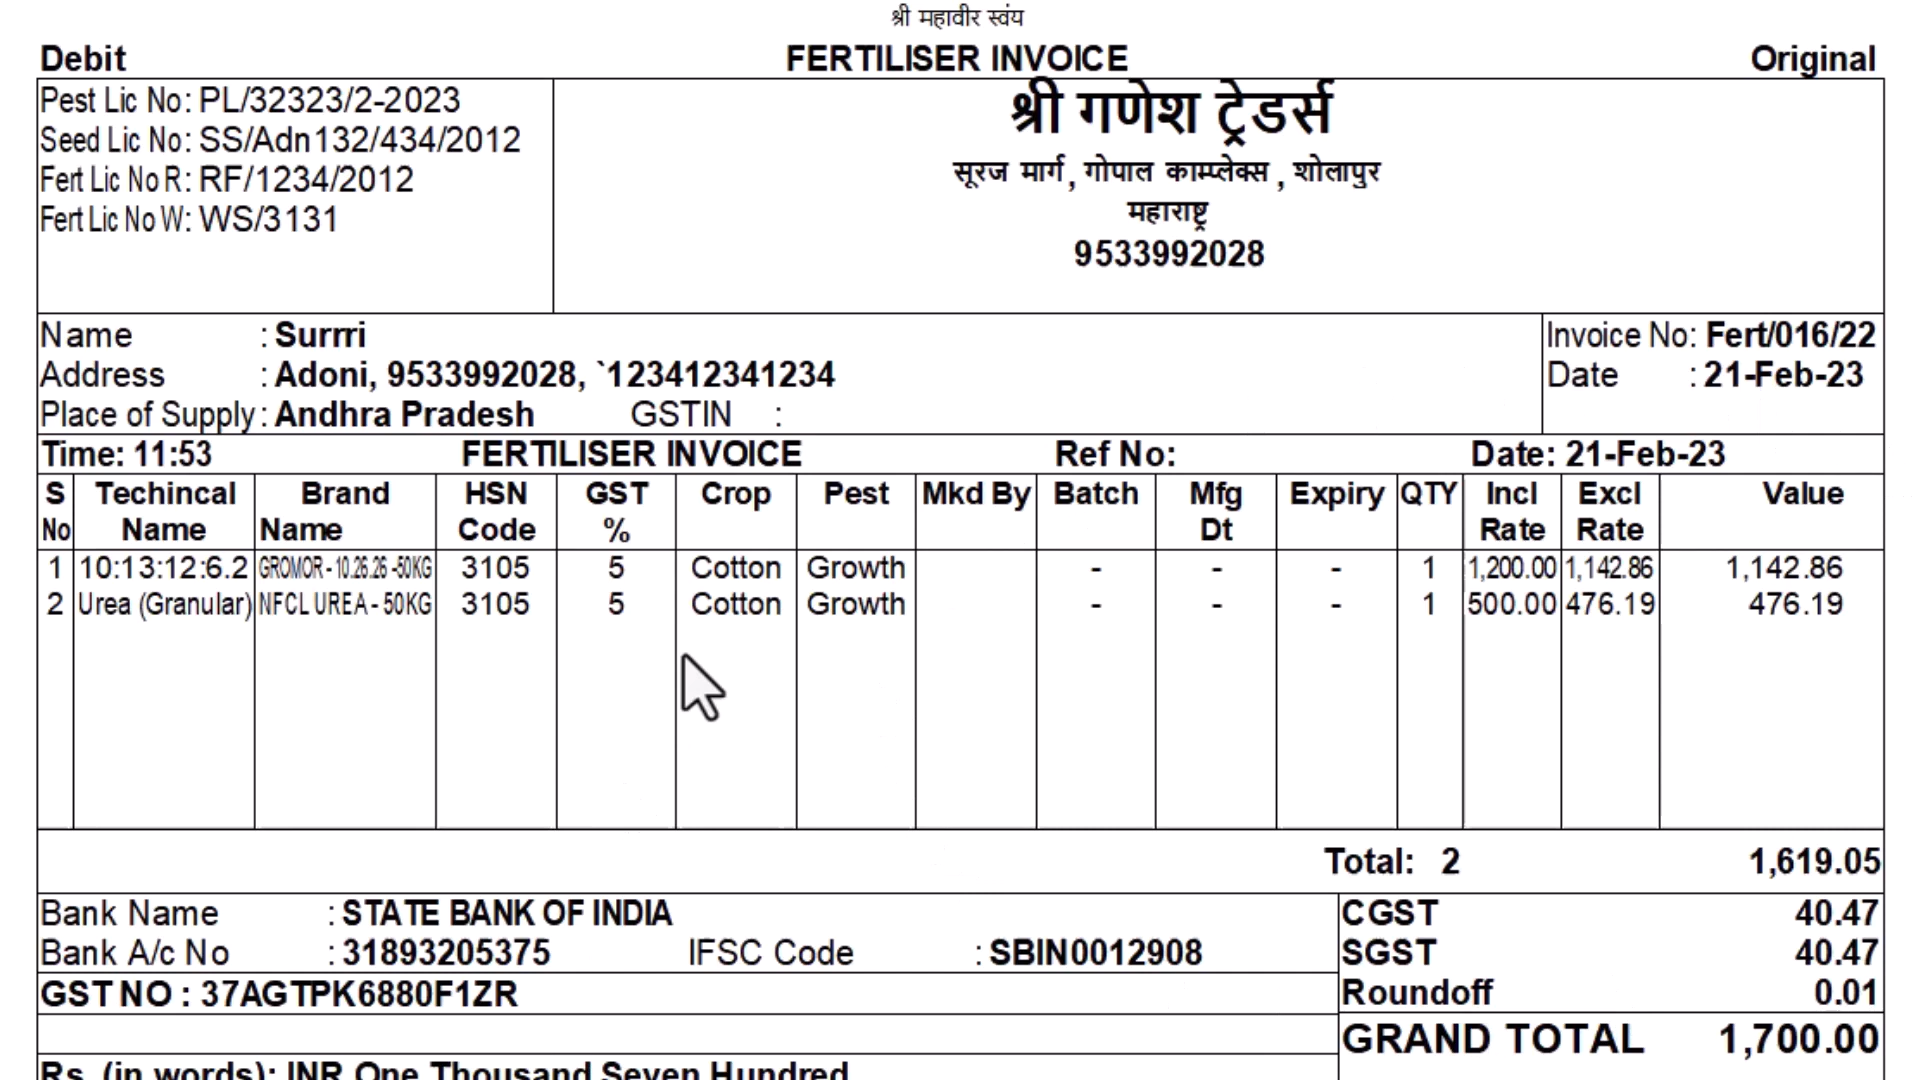 श्री महावीर स्वंय
Debit FERTILISER INVOICE Original
Pest Lic No: PL/32323/2-2023
Seed Lic No: SS/Adn132/434/2012
Fert Lic No R: RF/1234/2012
Fert Lic No W: WS/3131
श्री गणेश ट्रेडर्स
सूरज मार्ग, गोपाल काम्प्लेक्स, शोलापुर
महाराष्ट्र
9533992028
Name : Surrri
Address : Adoni, 9533992028, `123412341234
Place of Supply : Andhra Pradesh GSTIN :
Invoice No: Fert/016/22
Date : 21-Feb-23
Time: 11:53 FERTILISER INVOICE Ref No: Date: 21-Feb-23
S No Techincal Name Brand Name HSN Code GST % Crop Pest Mkd By Batch Mfg Dt Expiry QTY Incl Rate Excl Rate Value
1 10:13:12:6.2 GROMOR - 10.26.26 -50KG 3105 5 Cotton Growth - - - 1 1,200.00 1,142.86 1,142.86
2 Urea (Granular) NFCL UREA - 50KG 3105 5 Cotton Growth - - - 1 500.00 476.19 476.19
Total: 2 1,619.05
Bank Name : STATE BANK OF INDIA
Bank A/c No : 31893205375 IFSC Code : SBIN0012908
GST NO : 37AGTPK6880F1ZR
CGST 40.47
SGST 40.47
Roundoff 0.01
GRAND TOTAL 1,700.00
Rs. (in words): INR One Thousand Seven Hundred